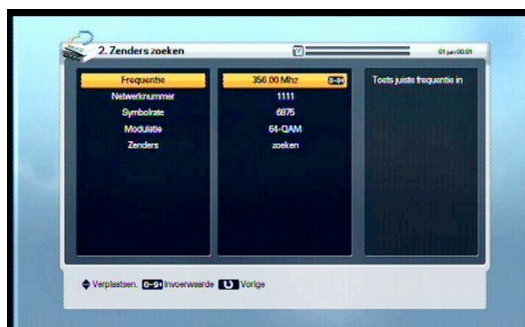 2. Zenders zoeken
01 jan 00:01
Frequentie 356.00 Mhz 0-9
Toets juiste frequentie in
Netwerknummer 1111
Symbolrate 6875
Modulatie 64-QAM
Zenders zoeken
Verplaatsen. 0-9 Invoerwaarde Vorige